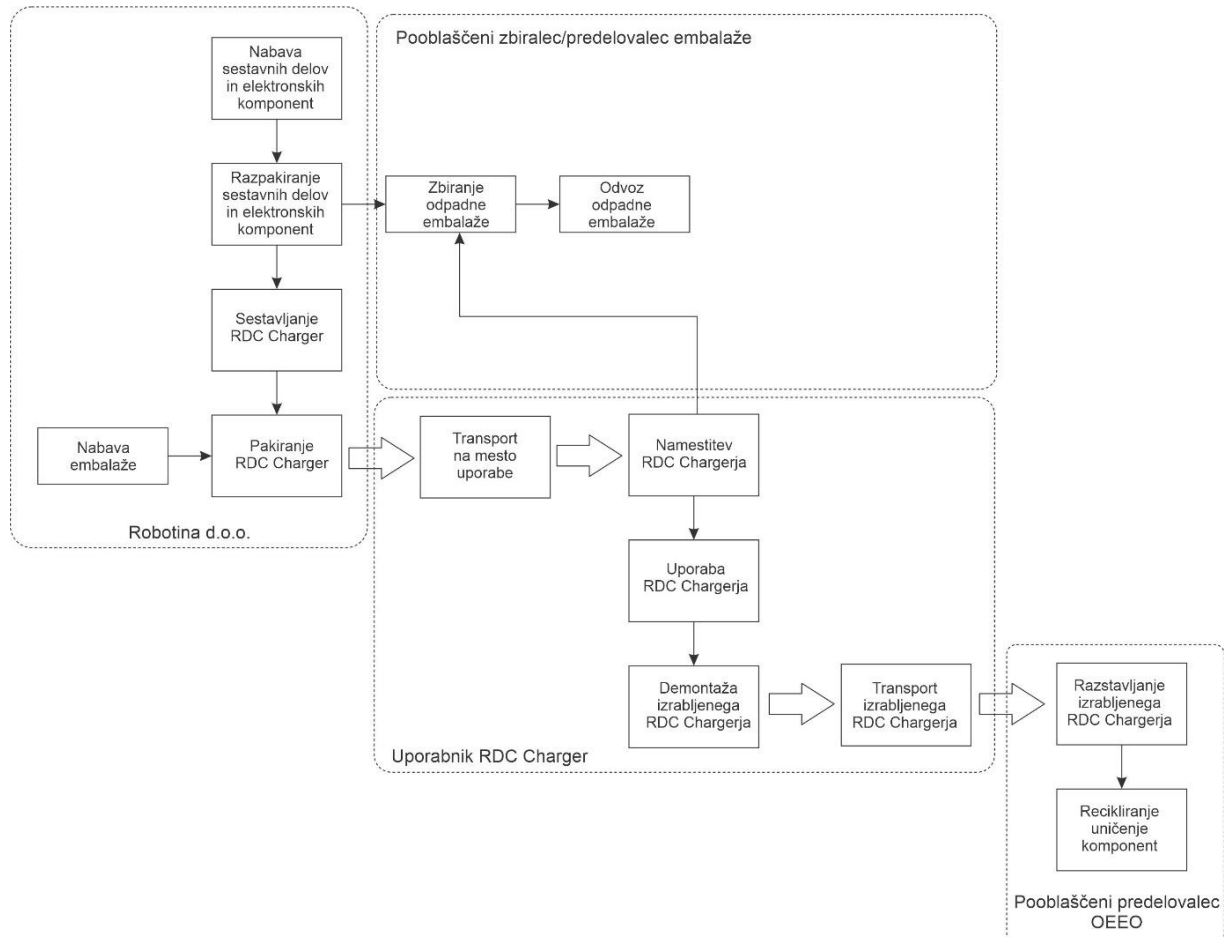 Nabava
sestavnih delov
in elektronskih
komponent
Pooblaščeni zbiralec/predelovalec embalaže
Razpakiranje
sestavnih delov
in elektronskih
komponent
Zbiranje
odpadne
embalaže
Odvoz
odpadne
embalaže
Sestavljanje
RDC Charger
Nabava
embalaže
Pakiranje
RDC Charger
Robotina d.o.o.
Transport
na mesto
uporabe
Namestitev
RDC Chargerja
Uporaba
RDC Chargerja
Demontaža
izrabljenega
RDC Chargerja
Transport
izrabljenega
RDC Chargerja
Uporabnik RDC Charger
Razstavljanje
izrabljenega
RDC Chargerja
Recikliranje
uničenje
komponent
Pooblaščeni predelovalec
OEEO